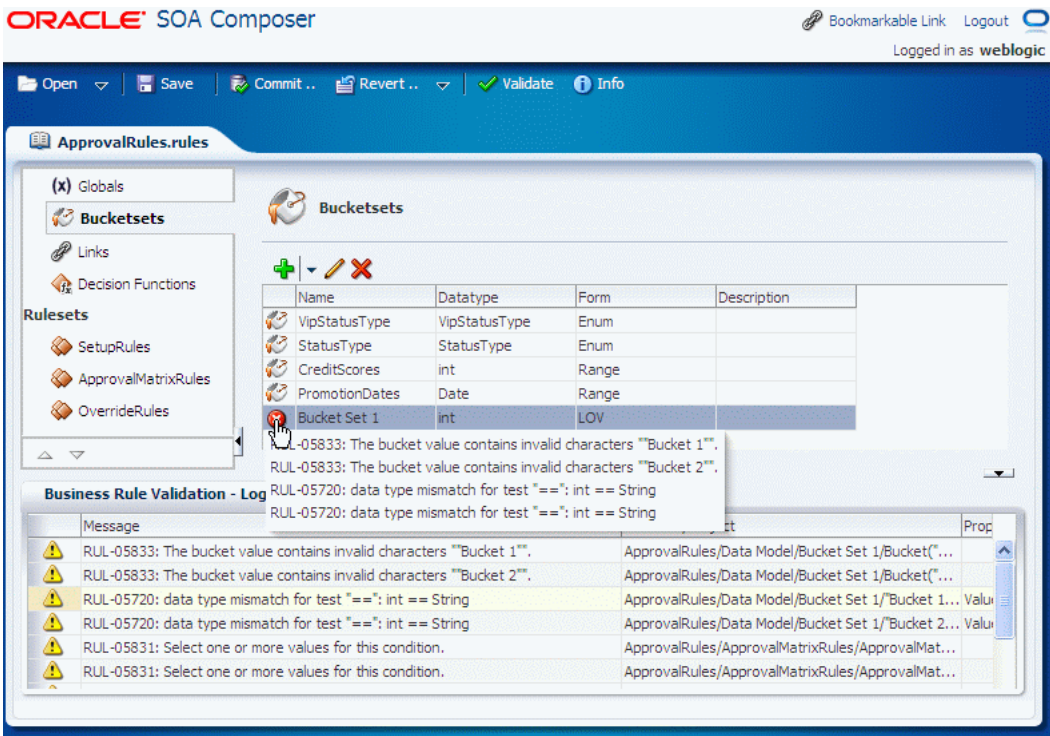 ORACLE SOA Composer
Bookmarkable Link Logout
Logged in as weblogic
Open Save Commit .. Revert .. Validate Info
ApprovalRules.rules
(x) Globals
Bucketsets
Links
Decision Functions
Rulesets
SetupRules
ApprovalMatrixRules
OverrideRules
Bucketsets
Name Datatype Form Description
VipStatusType VipStatusType Enum
StatusType StatusType Enum
CreditScores int Range
PromotionDates Date Range
Bucket Set 1 int LOV
RUL-05833: The bucket value contains invalid characters ""Bucket 1"".
RUL-05833: The bucket value contains invalid characters ""Bucket 2"".
RUL-05720: data type mismatch for test "==": int == String
RUL-05720: data type mismatch for test "==": int == String
Business Rule Validation - Log
Message Prop
RUL-05833: The bucket value contains invalid characters ""Bucket 1"". ApprovalRules/Data Model/Bucket Set 1/Bucket("...
RUL-05833: The bucket value contains invalid characters ""Bucket 2"". ApprovalRules/Data Model/Bucket Set 1/Bucket("...
RUL-05720: data type mismatch for test "==": int == String ApprovalRules/Data Model/Bucket Set 1/"Bucket 1... Valu
RUL-05720: data type mismatch for test "==": int == String ApprovalRules/Data Model/Bucket Set 1/"Bucket 2... Valu
RUL-05831: Select one or more values for this condition. ApprovalRules/ApprovalMatrixRules/ApprovalMat...
RUL-05831: Select one or more values for this condition. ApprovalRules/ApprovalMatrixRules/ApprovalMat...